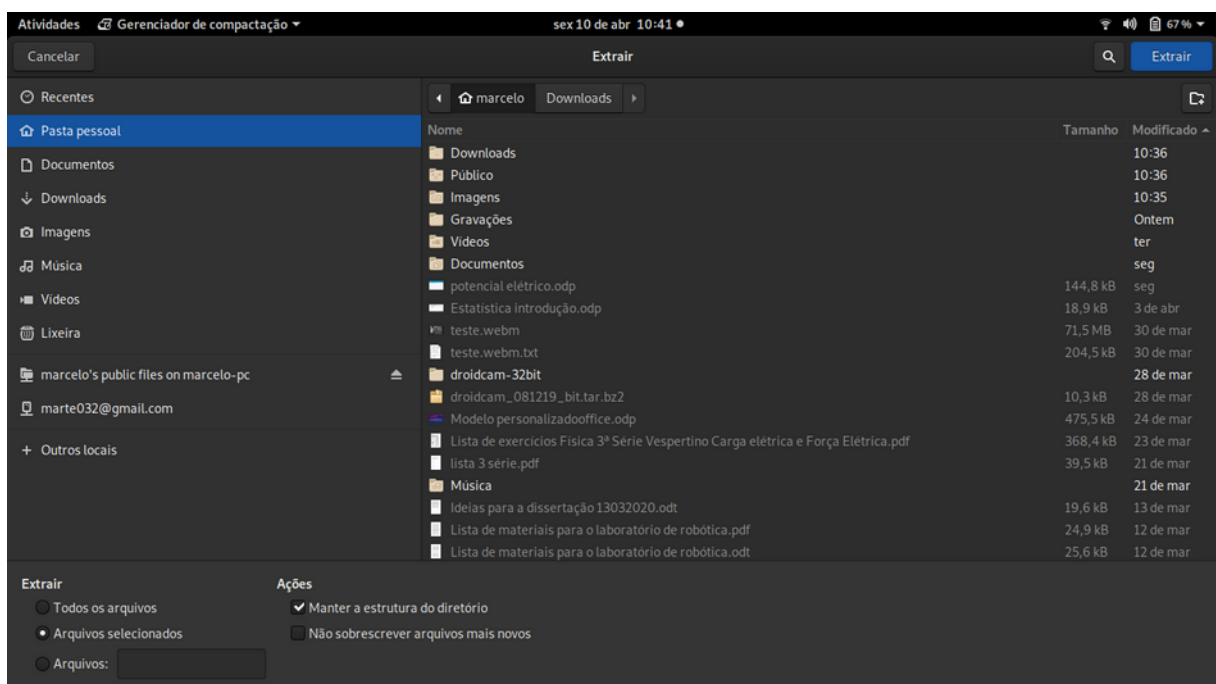 Atividades Gerenciador de compactação sex 10 de abr 10:41 67 %
Cancelar Extrair Extrair
Recentes
Pasta pessoal
Documentos
Downloads
Imagens
Música
Vídeos
Lixeira
marcelo's public files on marcelo-pc
marte032@gmail.com
+ Outros locais
marcelo Downloads
Nome Tamanho Modificado
Downloads 10:36
Público 10:36
Imagens 10:35
Gravações Ontem
Vídeos ter
Documentos seg
potencial elétrico.odp 144,8 kB seg
Estatística introdução.odp 18,9 kB 3 de abr
teste.webm 71,5 MB 30 de mar
teste.webm.txt 204,5 kB 30 de mar
droidcam-32bit 28 de mar
droidcam_081219_bit.tar.bz2 10,3 kB 28 de mar
Modelo personalizadooffice.odp 475,5 kB 24 de mar
Lista de exercícios Física 3ª Série Vespertino Carga elétrica e Força Elétrica.pdf 368,4 kB 23 de mar
lista 3 série.pdf 39,5 kB 21 de mar
Música 21 de mar
Ideias para a dissertação 13032020.odt 19,6 kB 13 de mar
Lista de materiais para o laboratório de robótica.pdf 24,9 kB 12 de mar
Lista de materiais para o laboratório de robótica.odt 25,6 kB 12 de mar
Extrair
Todos os arquivos
Arquivos selecionados
Arquivos:
Ações
Manter a estrutura do diretório
Não sobrescrever arquivos mais novos